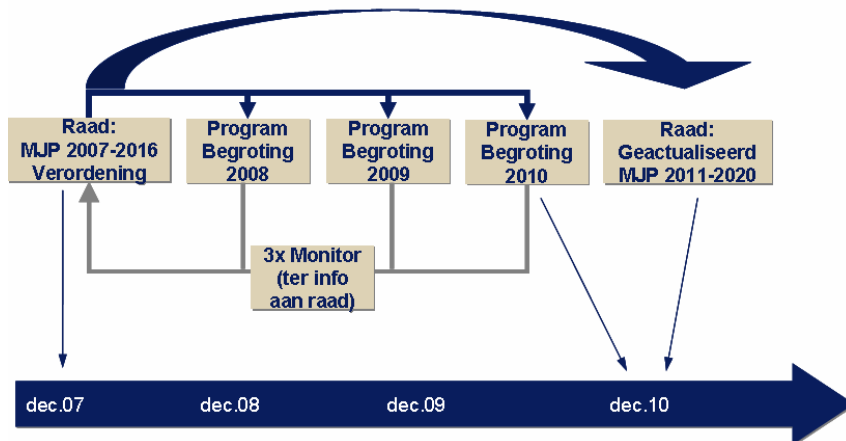 Raad:
MJP 2007-2016
Verordening
Program
Begroting
2008
Program
Begroting
2009
Program
Begroting
2010
Raad:
Geactualiseerd
MJP 2011-2020
3x Monitor
(ter info
aan raad)
dec.07
dec.08
dec.09
dec.10